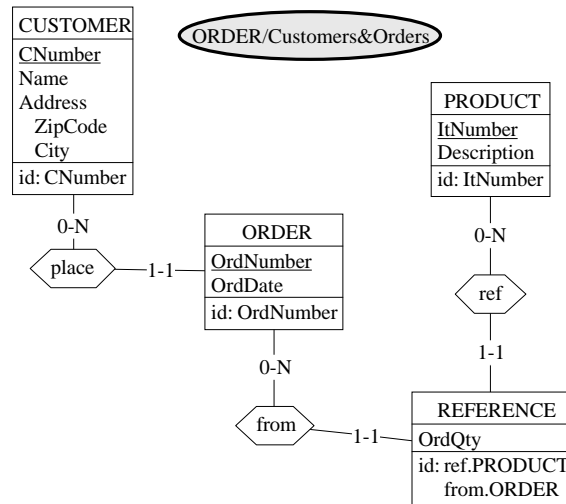 CUSTOMER
CNumber
Name
Address
ZipCode
City
id: CNumber
ORDER/Customers&Orders
PRODUCT
ItNumber
Description
id: ItNumber
0-N
place
1-1
ORDER
OrdNumber
OrdDate
id: OrdNumber
0-N
ref
1-1
0-N
from
1-1
REFERENCE
OrdQty
id: ref.PRODUCT
from.ORDER